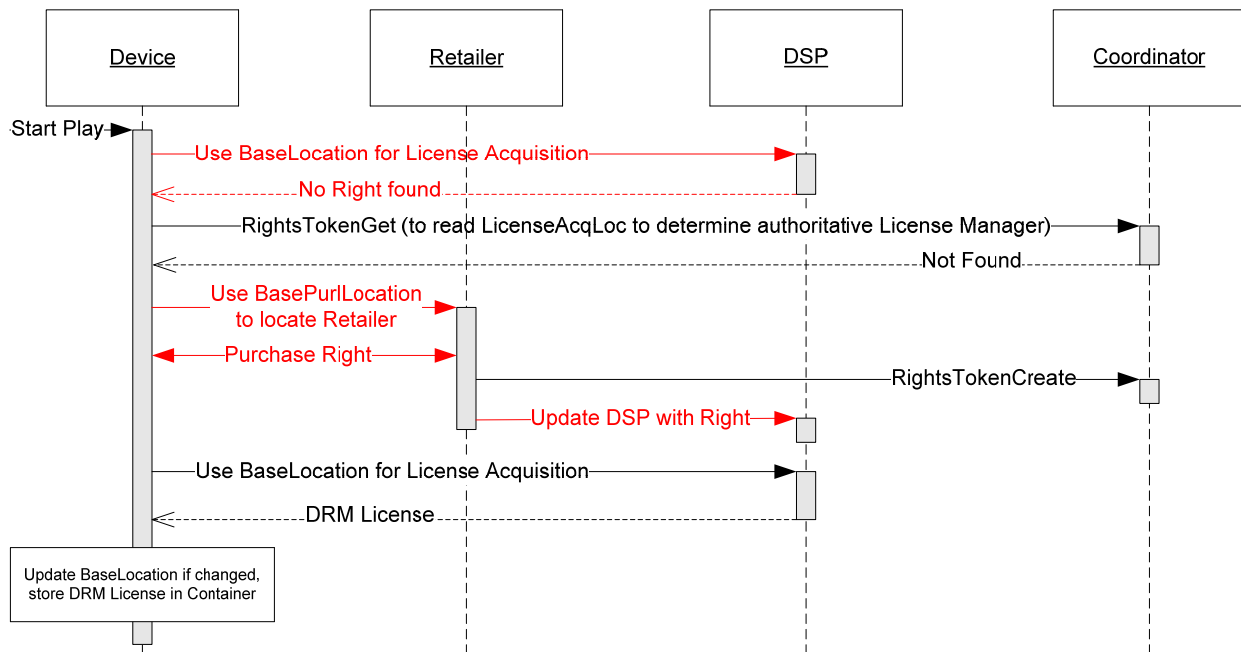 Device
Retailer
DSP
Coordinator
Start Play
Use BaseLocation for License Acquisition
No Right found
RightsTokenGet (to read LicenseAcqLoc to determine authoritative License Manager)
Not Found
Use BasePurlLocation
to locate Retailer
Purchase Right
RightsTokenCreate
Update DSP with Right
Use BaseLocation for License Acquisition
DRM License
Update BaseLocation if changed,
store DRM License in Container